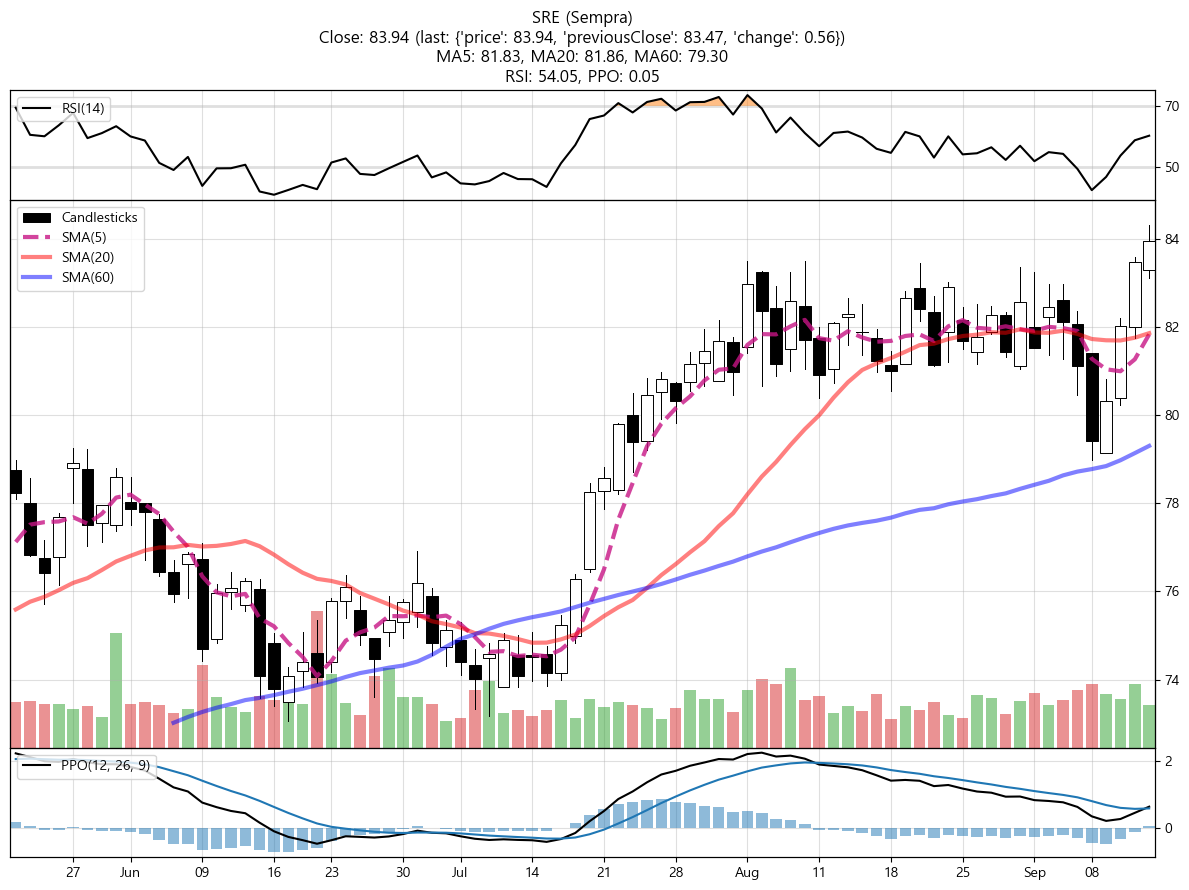 SRE (Sempra)
Close: 83.94 (last: {'price': 83.94, 'previousClose': 83.47, 'change': 0.56})
MA5: 81.83, MA20: 81.86, MA60: 79.30
RSI: 54.05, PPO: 0.05
RSI(14)
70
50
Candlesticks
SMA(5)
SMA(20)
SMA(60)
84
82
80
78
76
74
PPO(12, 26, 9)
2
0
27 Jun 09 16 23 30 Jul 14 21 28 Aug 11 18 25 Sep 08